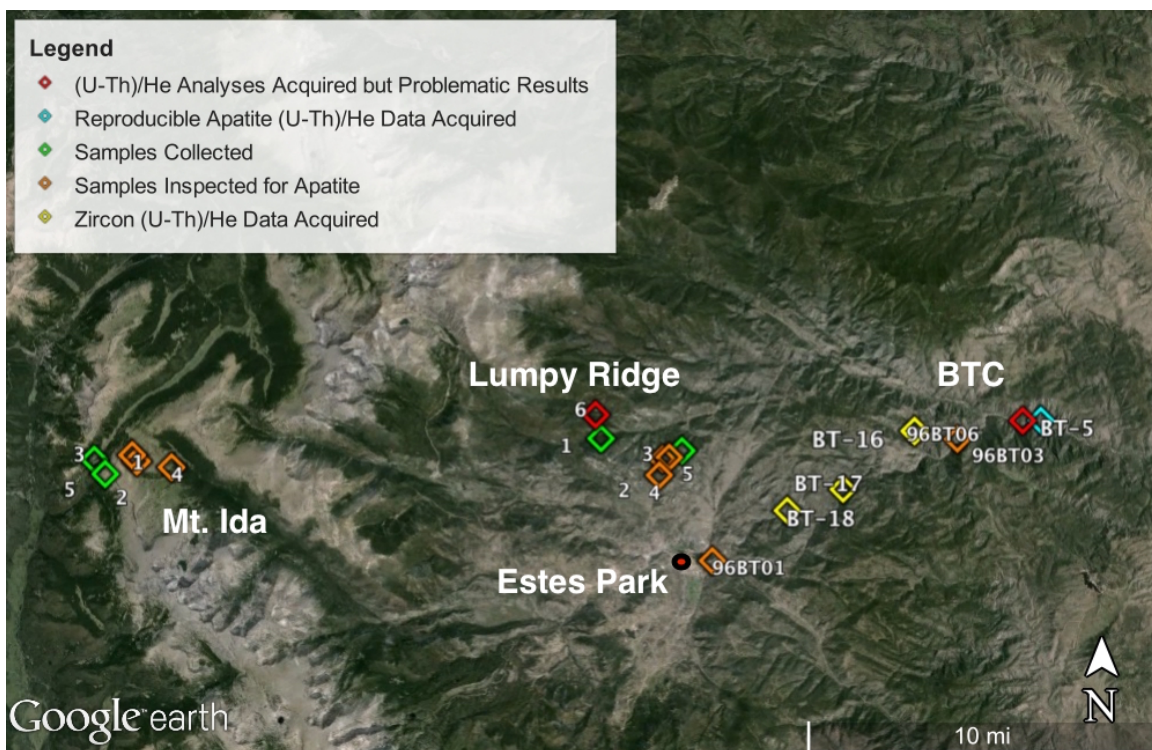 Legend
(U-Th)/He Analyses Acquired but Problematic Results
Reproducible Apatite (U-Th)/He Data Acquired
Samples Collected
Samples Inspected for Apatite
Zircon (U-Th)/He Data Acquired
Lumpy Ridge
BTC
6
1
3
5
2
4
BT-16
96BT06
BT-5
96BT03
BT-17
BT-18
3
1
4
5
2
Mt. Ida
Estes Park
96BT01
Google earth
N
10 mi